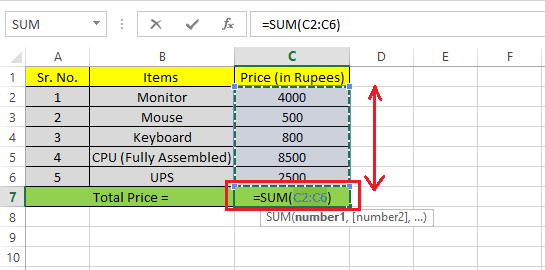 SUM =SUM(C2:C6)
A B C D E F
1 Sr. No. Items Price (in Rupees)
2 1 Monitor 4000
3 2 Mouse 500
4 3 Keyboard 800
5 4 CPU (Fully Assembled) 8500
6 5 UPS 2500
7 Total Price = =SUM(C2:C6)
8 SUM(number1, [number2], ...)
9
10